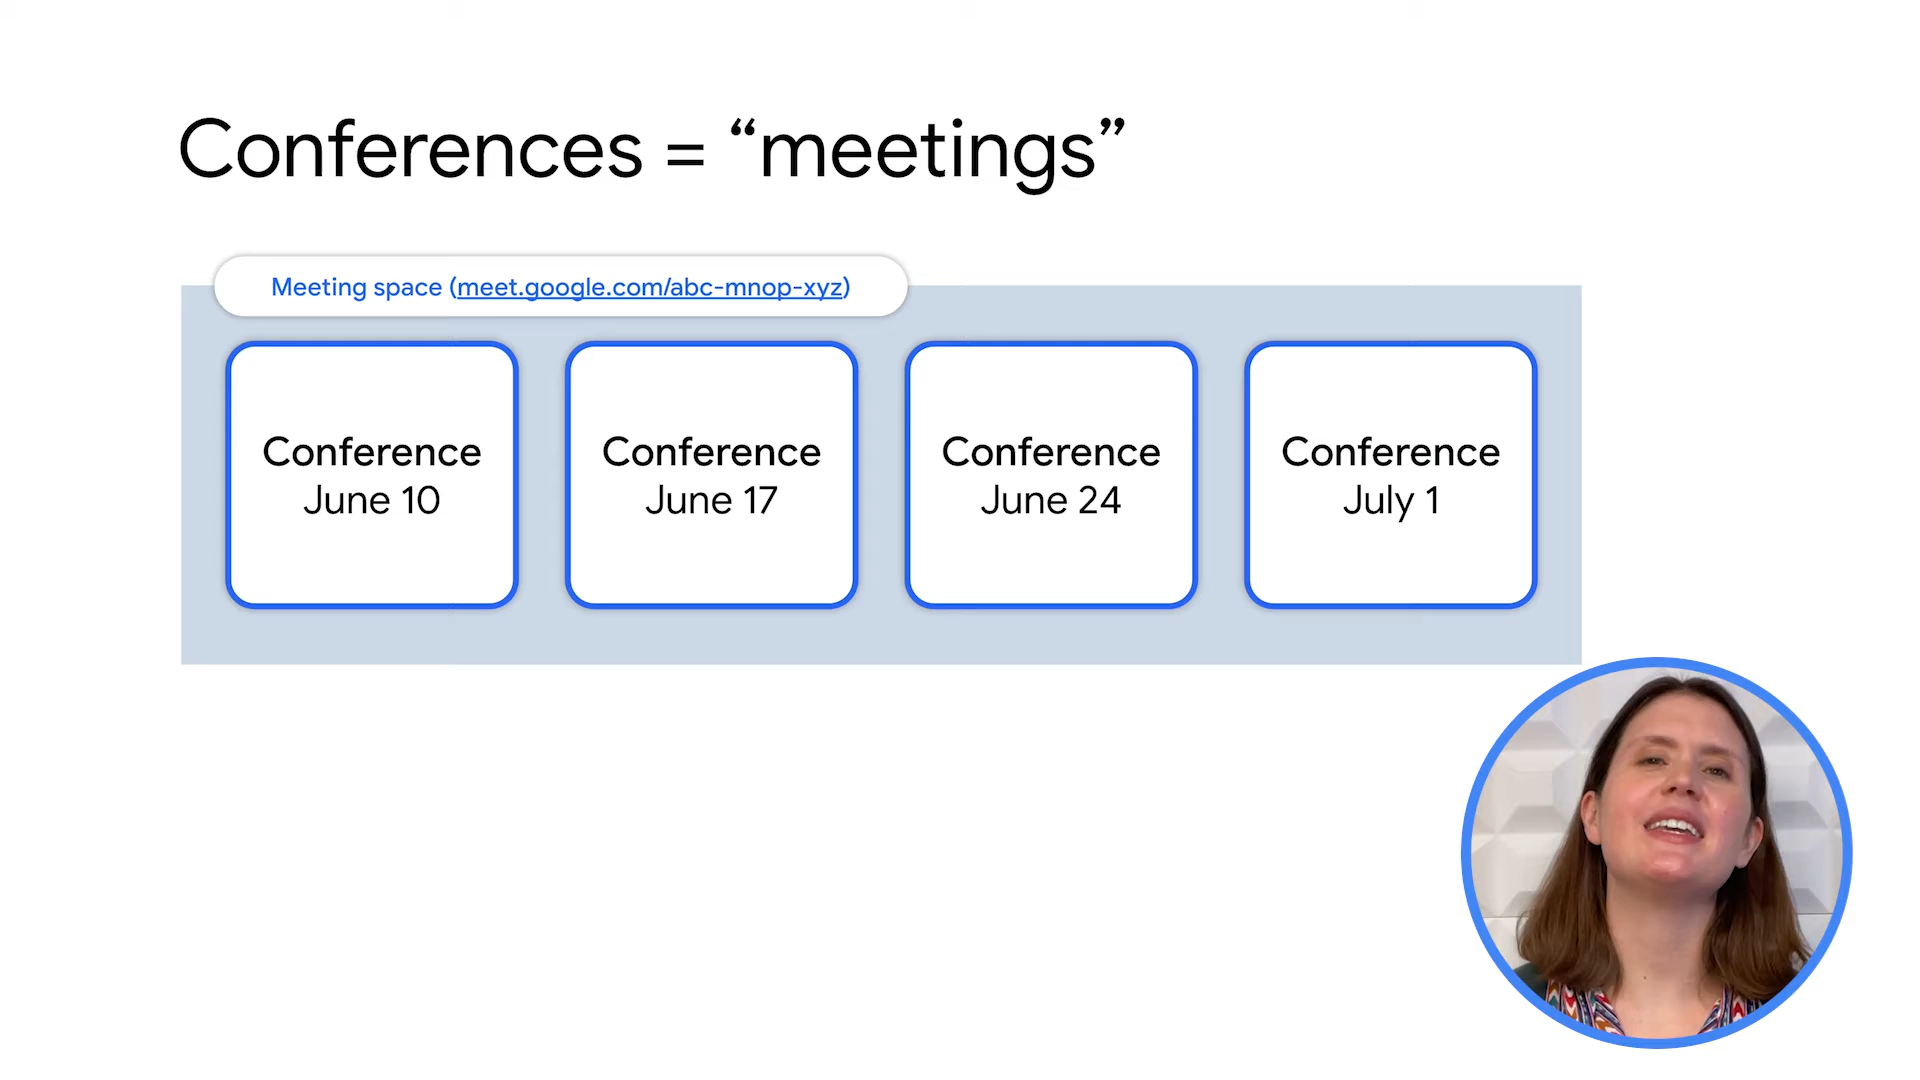 Conferences = “meetings”
Meeting space (meet.google.com/abc-mnop-xyz)
Conference
June 10
Conference
June 17
Conference
June 24
Conference
July 1